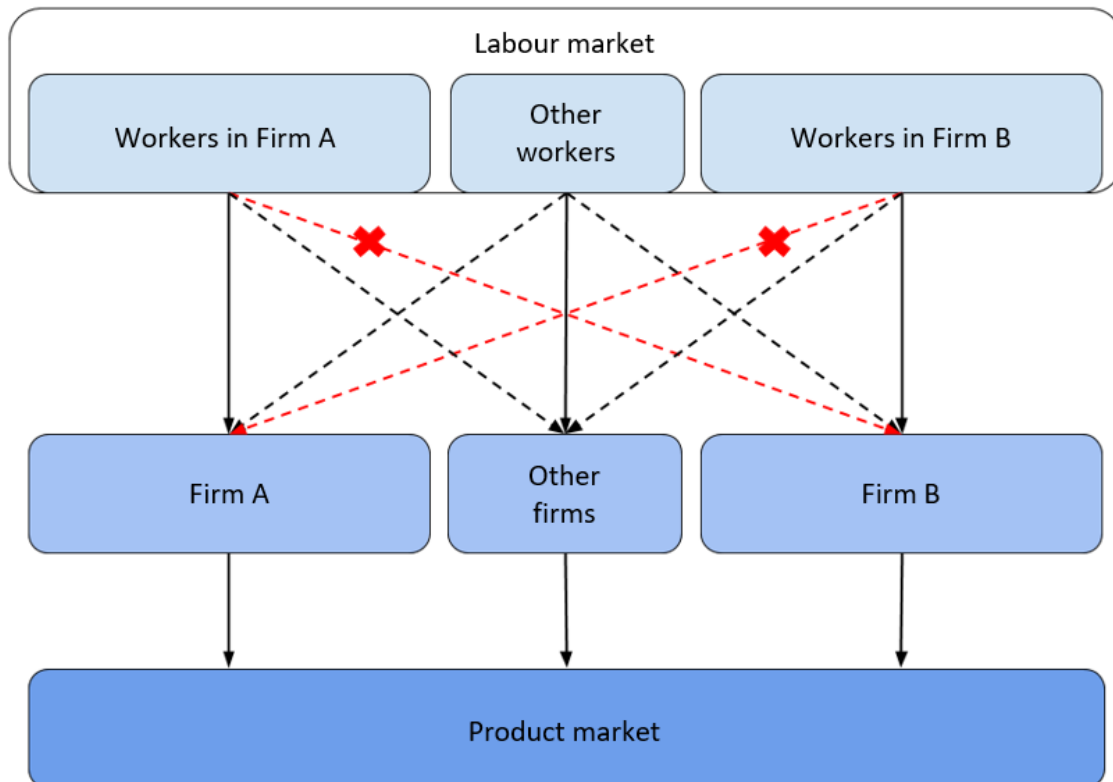 Labour market
Workers in Firm A
Other
workers
Workers in Firm B
Firm A
Other
firms
Firm B
Product market